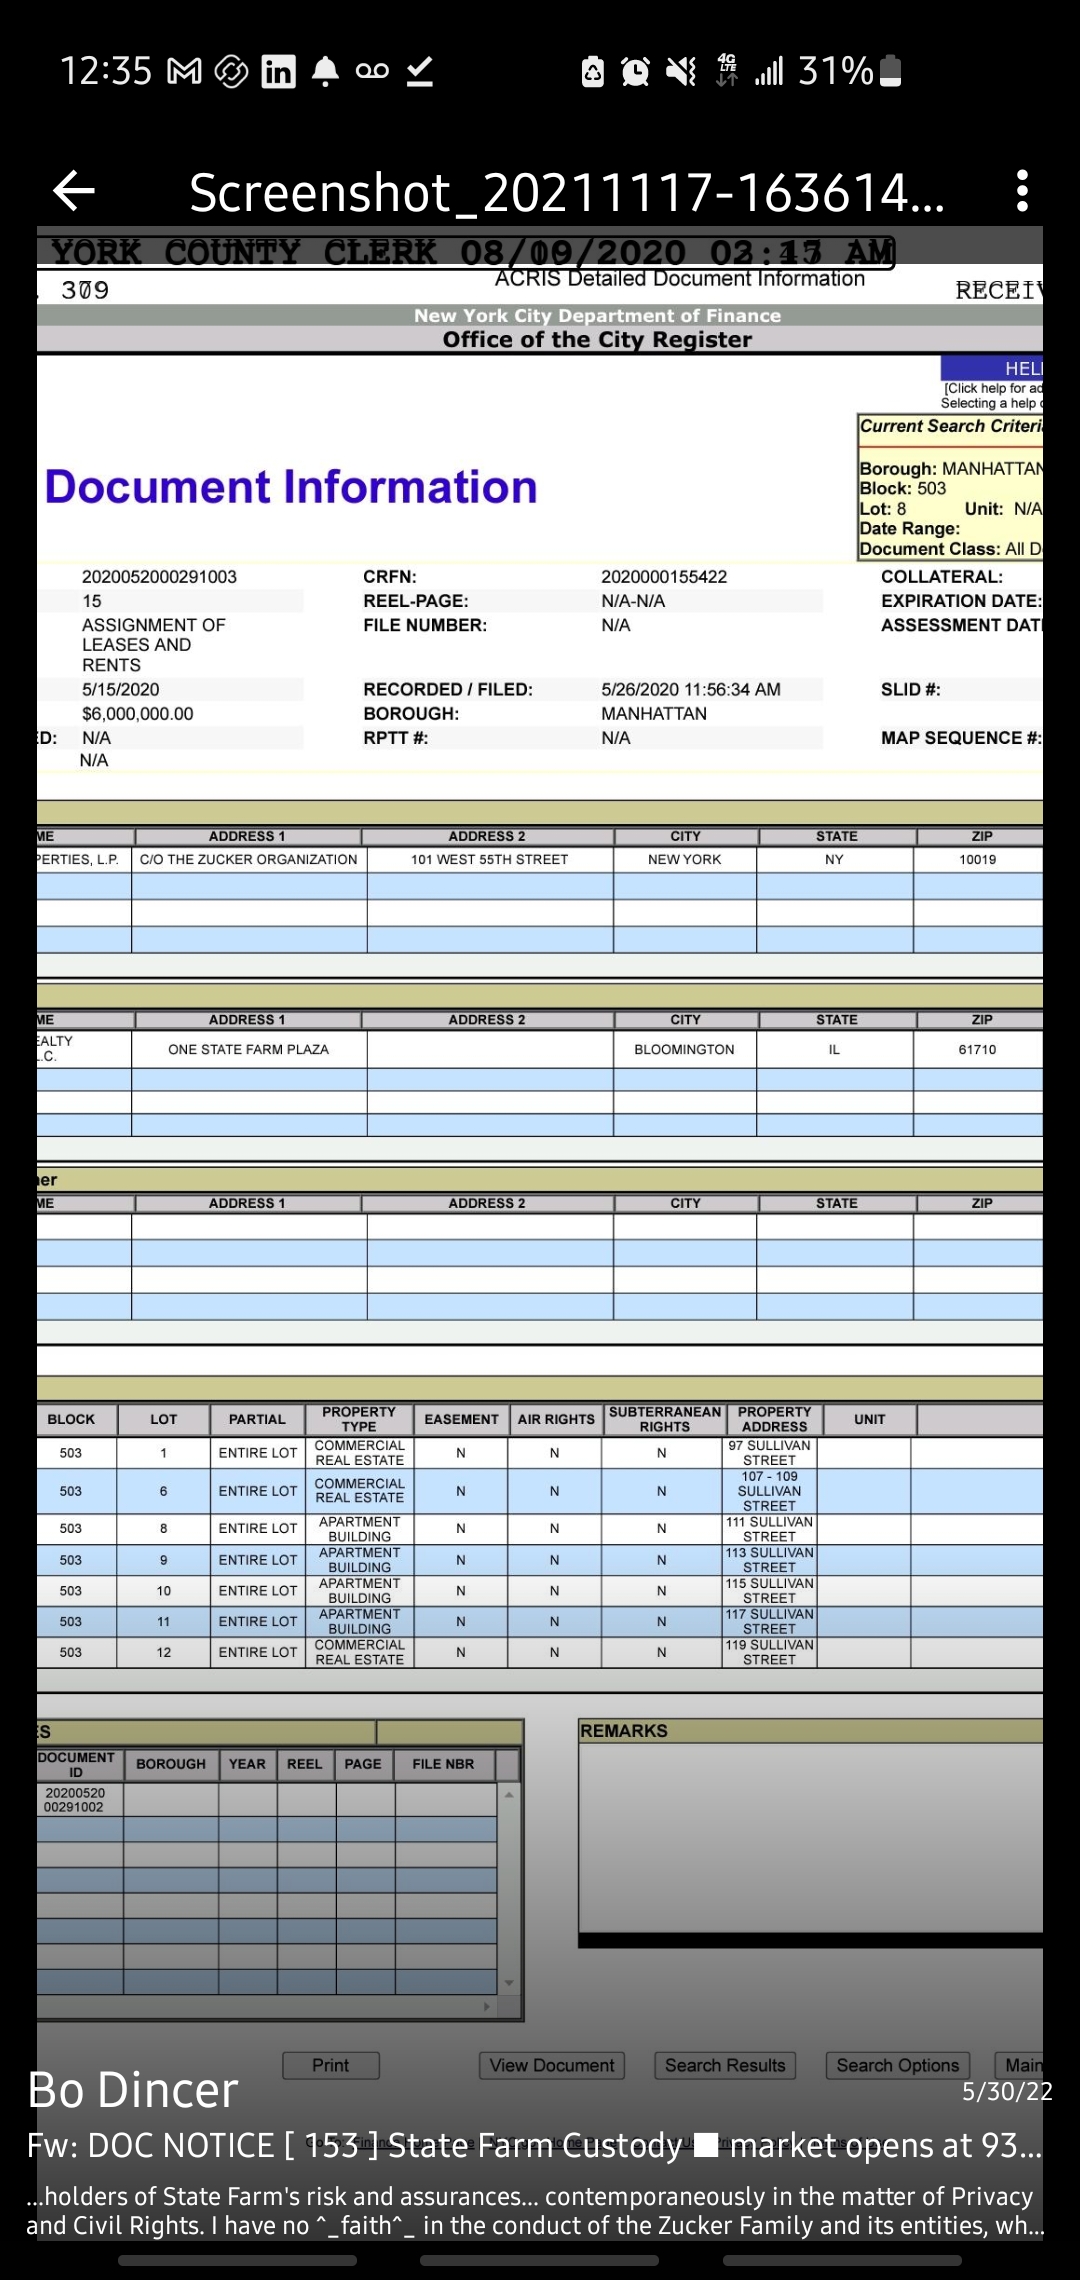 12:35 31%
Screenshot_20211117-163614...
YORK COUNTY CLERK 08/09/2020 AM
ACRIS Detailed Document Information
New York City Department of Finance
Office of the City Register
HEL
[Click help for ad
Selecting a help
Current Search Criteri
Borough: MANHATTAN
Block: 503
Lot: 8 Unit: N/A
Date Range:
Document Class: All D
Document Information
2020052000291003 CRFN: 2020000155422 COLLATERAL:
15 REEL-PAGE: N/A-N/A EXPIRATION DATE:
ASSIGNMENT OF FILE NUMBER: N/A ASSESSMENT DAT
LEASES AND
RENTS
5/15/2020 RECORDED / FILED: 5/26/2020 11:56:34 AM SLID #:
$6,000,000.00 BOROUGH: MANHATTAN
ED: N/A RPTT #: N/A MAP SEQUENCE #:
N/A
ME ADDRESS 1 ADDRESS 2 CITY STATE ZIP
PERTIES, L.P. C/O THE ZUCKER ORGANIZATION 101 WEST 55TH STREET NEW YORK NY 10019
ME ADDRESS 1 ADDRESS 2 CITY STATE ZIP
EALTY
L.C. ONE STATE FARM PLAZA BLOOMINGTON IL 61710
ner
ME ADDRESS 1 ADDRESS 2 CITY STATE ZIP
BLOCK LOT PARTIAL PROPERTY TYPE EASEMENT AIR RIGHTS SUBTERRANEAN RIGHTS PROPERTY ADDRESS UNIT
503 1 ENTIRE LOT COMMERCIAL REAL ESTATE N N N 97 SULLIVAN STREET
503 6 ENTIRE LOT COMMERCIAL REAL ESTATE N N N 107 - 109 SULLIVAN STREET
503 8 ENTIRE LOT APARTMENT BUILDING N N N 111 SULLIVAN STREET
503 9 ENTIRE LOT APARTMENT BUILDING N N N 113 SULLIVAN STREET
503 10 ENTIRE LOT APARTMENT BUILDING N N N 115 SULLIVAN STREET
503 11 ENTIRE LOT APARTMENT BUILDING N N N 117 SULLIVAN STREET
503 12 ENTIRE LOT COMMERCIAL REAL ESTATE N N N 119 SULLIVAN STREET
ES
REMARKS
DOCUMENT ID BOROUGH YEAR REEL PAGE FILE NBR
20200520
00291002
Print View Document Search Results Search Options Main
Bo Dincer 5/30/22
Fw: DOC NOTICE [ 153 ] State Farm Custody ■ market opens at 93...
...holders of State Farm's risk and assurances... contemporaneously in the matter of Privacy
and Civil Rights. I have no ^_faith^_ in the conduct of the Zucker Family and its entities, wh...